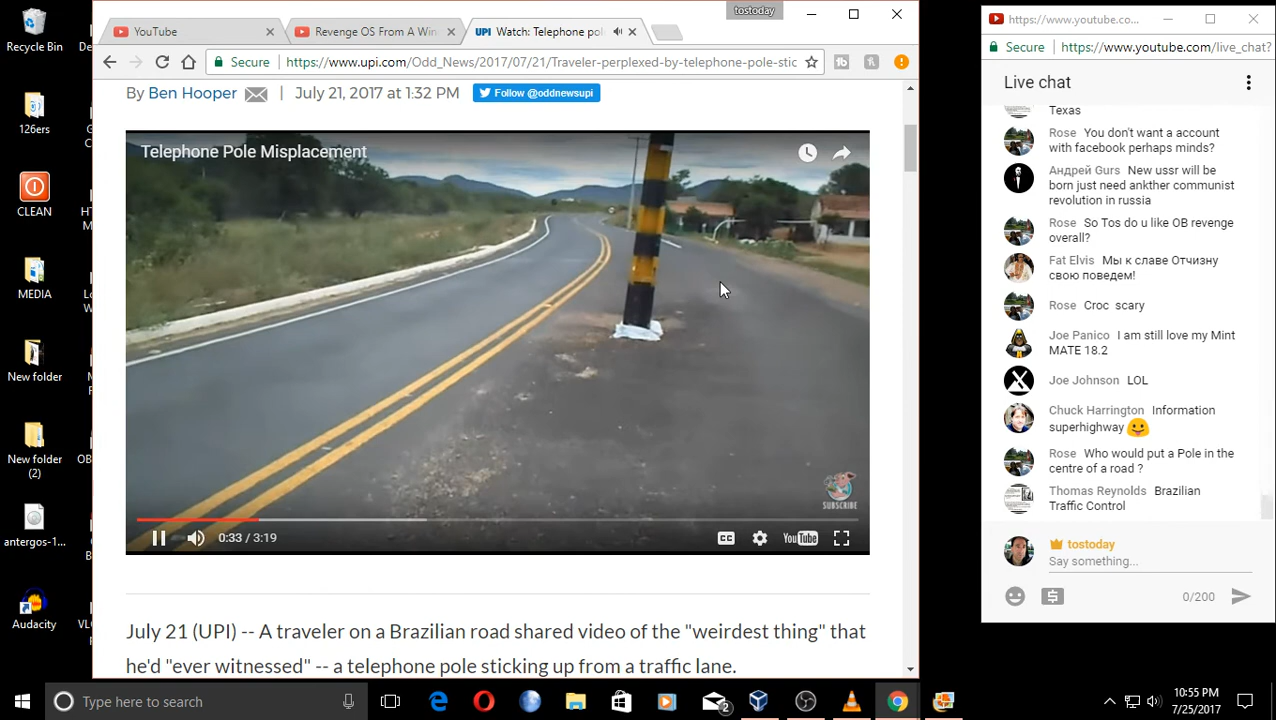 Recycle Bin
126ers
CLEAN
MEDIA
New folder
New folder
(2)
antergos-1...
Audacity
tostoday
YouTube
Revenge OS From A Win
UPI Watch: Telephone pol
Secure
https://www.upi.com/Odd_News/2017/07/21/Traveler-perplexed-by-telephone-pole-stic
By Ben Hooper | July 21, 2017 at 1:32 PM
Follow @oddnewsupi
Telephone Pole Misplacement
SUBSCRIBE
0:33 / 3:19
CC
YouTube
July 21 (UPI) -- A traveler on a Brazilian road shared video of the "weirdest thing" that
he'd "ever witnessed" -- a telephone pole sticking up from a traffic lane.
https://www.youtube.co...
Secure
https://www.youtube.com/live_chat?
Live chat
Texas
Rose You don't want a account
with facebook perhaps minds?
Андрей Gurs New ussr will be
born just need ankther communist
revolution in russia
Rose So Tos do u like OB revenge
overall?
Fat Elvis Мы к славе Отчизну
свою поведем!
Rose Croc scary
Joe Panico I am still love my Mint
MATE 18.2
Joe Johnson LOL
Chuck Harrington Information
superhighway
Rose Who would put a Pole in the
centre of a road ?
Thomas Reynolds Brazilian
Traffic Control
tostoday
Say something...
0/200
Type here to search
2
10:55 PM
7/25/2017